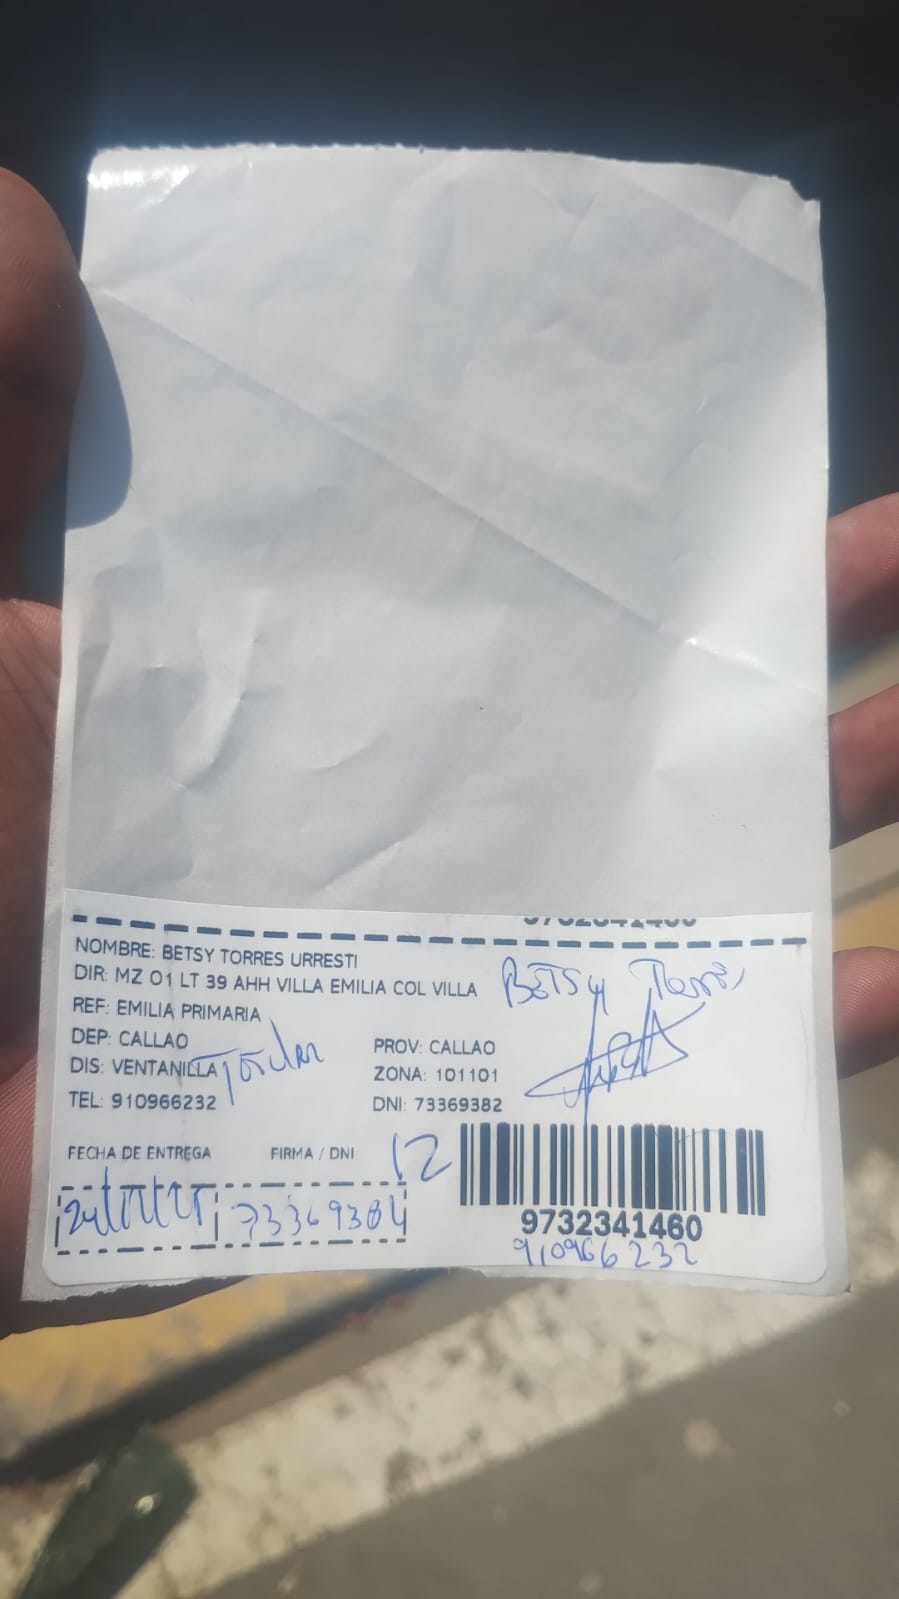 9732341460
NOMBRE: BETSY TORRES URRESTI
DIR: MZ O1 LT 39 AHH VILLA EMILIA COL VILLA
Betsy Torres
REF: EMILIA PRIMARIA
DEP: CALLAO
PROV: CALLAO
DIS: VENTANILLA
ZONA: 101101
TEL: 910966232
DNI: 73369382
FECHA DE ENTREGA
FIRMA / DNI
12
73369384
9732341460
910966232